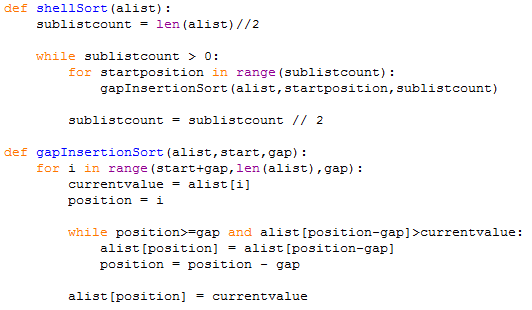 def shellSort(alist):
    sublistcount = len(alist)//2

    while sublistcount > 0:
        for startposition in range(sublistcount):
            gapInsertionSort(alist,startposition,sublistcount)

        sublistcount = sublistcount // 2

def gapInsertionSort(alist,start,gap):
    for i in range(start+gap,len(alist),gap):
        currentvalue = alist[i]
        position = i

        while position>=gap and alist[position-gap]>currentvalue:
            alist[position] = alist[position-gap]
            position = position - gap

        alist[position] = currentvalue